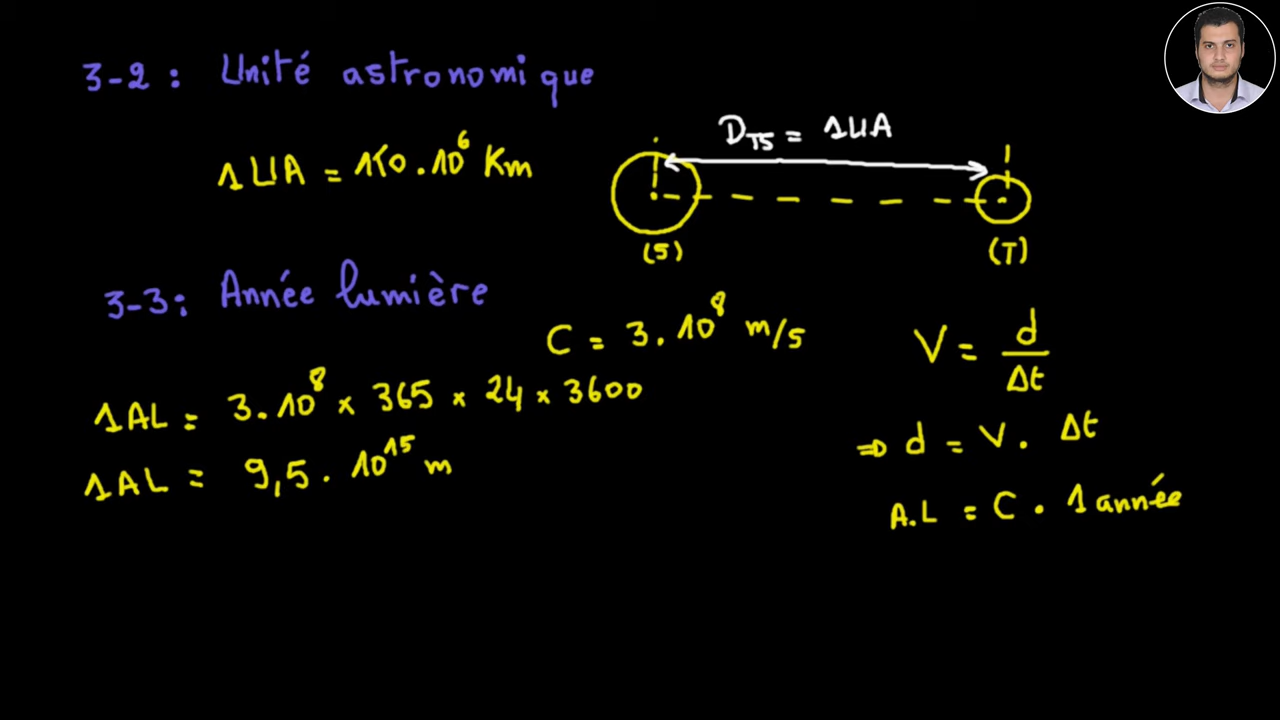 3-2: Unité astronomique
D_TS = 1UA
1UA = 150.10^6 Km
(S) (T)
3-3: Année lumière
C = 3.10^8 m/s
V = d/Δt
1AL = 3.10^8 × 365 × 24 × 3600
⇒ d = V. Δt
1AL = 9,5.10^15 m
A.L = C. 1 année